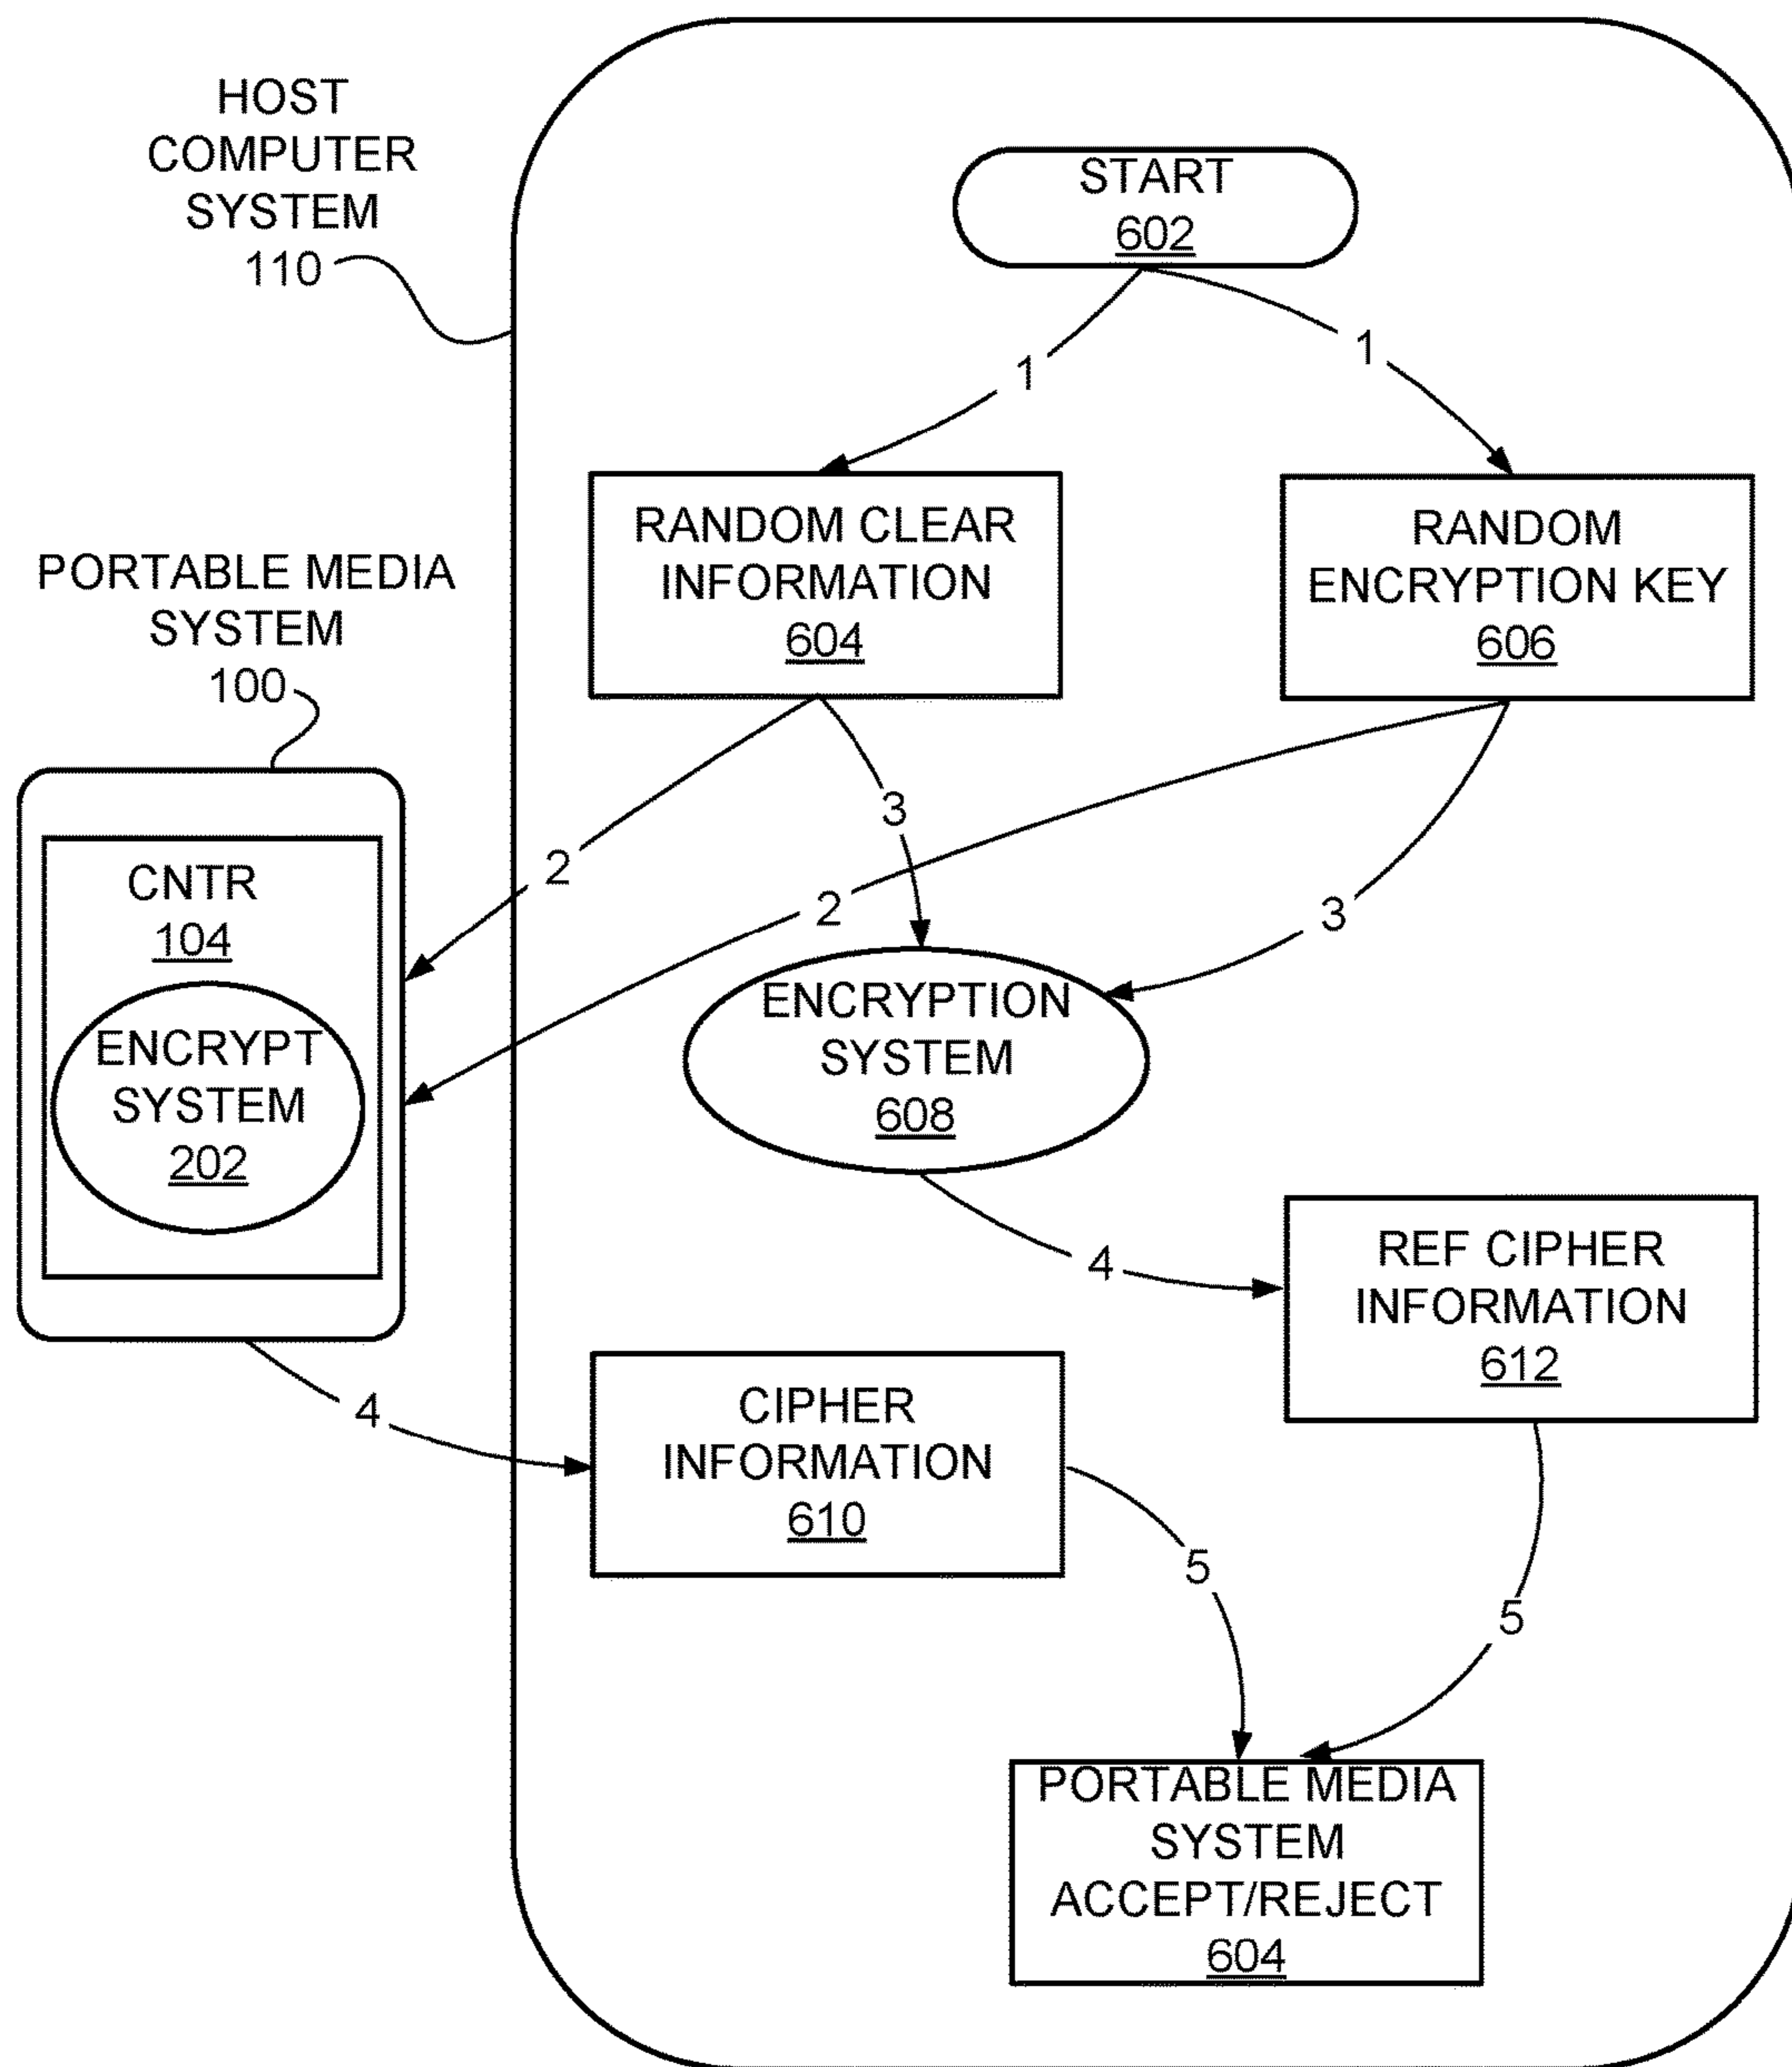 HOST
COMPUTER
SYSTEM
110
START
602
1
1
RANDOM CLEAR
INFORMATION
604
RANDOM
ENCRYPTION KEY
606
PORTABLE MEDIA
SYSTEM
100
3
2
2
3
CNTR
104
ENCRYPT
SYSTEM
202
ENCRYPTION
SYSTEM
608
4
REF CIPHER
INFORMATION
612
4
CIPHER
INFORMATION
610
5
5
PORTABLE MEDIA
SYSTEM
ACCEPT/REJECT
604